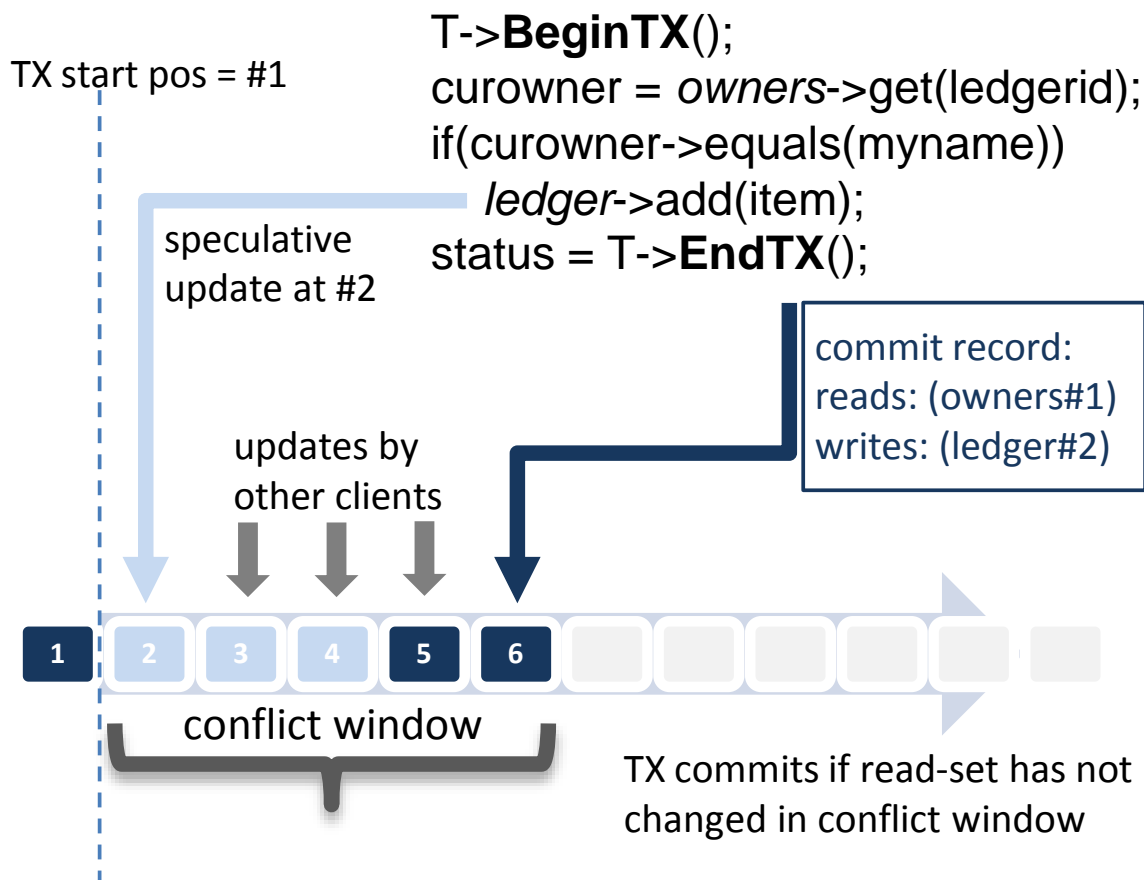 TX start pos = #1
T->BeginTX();
curowner = owners->get(ledgerid);
if(curowner->equals(myname))
ledger->add(item);
status = T->EndTX();
speculative
update at #2
commit record:
reads: (owners#1)
writes: (ledger#2)
updates by
other clients
1 2 3 4 5 6
conflict window
TX commits if read-set has not
changed in conflict window